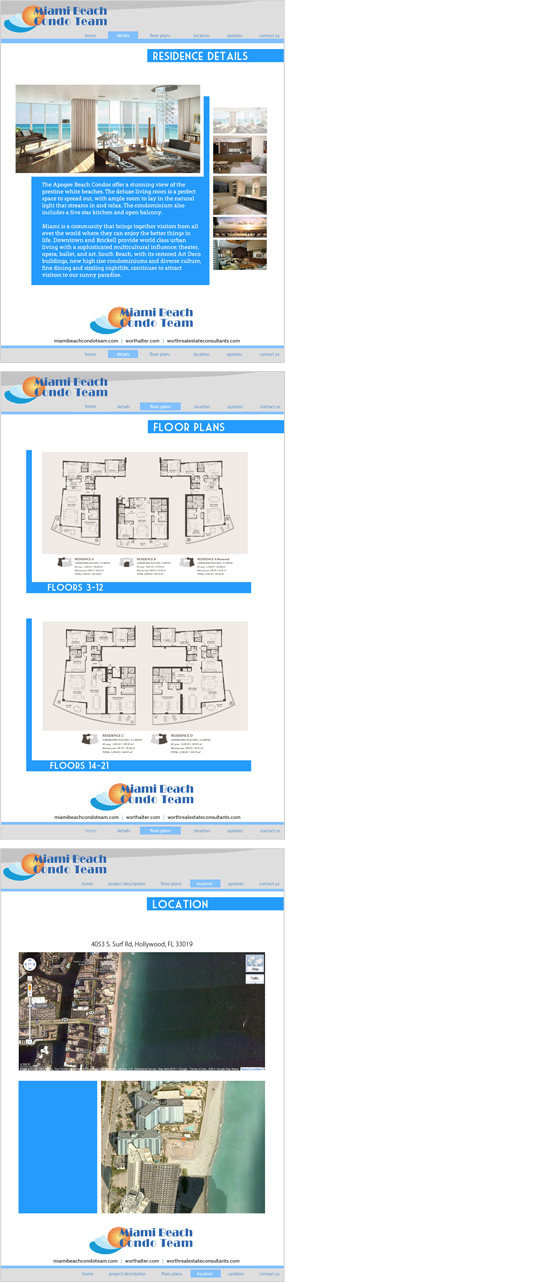 Miami Beach
Condo Team
home details floor plans location updates contact us
RESIDENCE DETAILS
The Apogee Beach Condos offer a stunning view of the
prestine white beaches. The deluxe living room is a perfect
space to spread out, with ample room to lay in the natural
light that streams in and relax. The condominium also
includes a five star kitchen and open balcony.
Miami is a community that brings together visitors from all
over the world where they can enjoy the better things in
life. Downtown and Brickell provide world class urban
living with a sophisticated multicultural influence: theater,
opera, ballet, and art. South Beach, with its restored Art Deco
buildings, new high rise condominiums and diverse culture,
fine dining and sizzling nightlife, continues to attract
visitors to our sunny paradise.
Miami Beach
Condo Team
miamibeachcondoteam.com | worthalter.com | worthrealestateconsultants.com
home details floor plans location updates contact us
Miami Beach
Condo Team
home details floor plans location updates contact us
FLOOR PLANS
RESIDENCE A RESIDENCE B RESIDENCE A Mirrored
FLOORS 3-12
RESIDENCE C RESIDENCE D
FLOORS 14-21
Miami Beach
Condo Team
miamibeachcondoteam.com | worthalter.com | worthrealestateconsultants.com
home details floor plans location updates contact us
Miami Beach
Condo Team
home project description floor plans location updates contact us
LOCATION
4053 S. Surf Rd, Hollywood, FL 33019
Map
Traffic
Miami Beach
Condo Team
miamibeachcondoteam.com | worthalter.com | worthrealestateconsultants.com
home project description floor plans location updates contact us